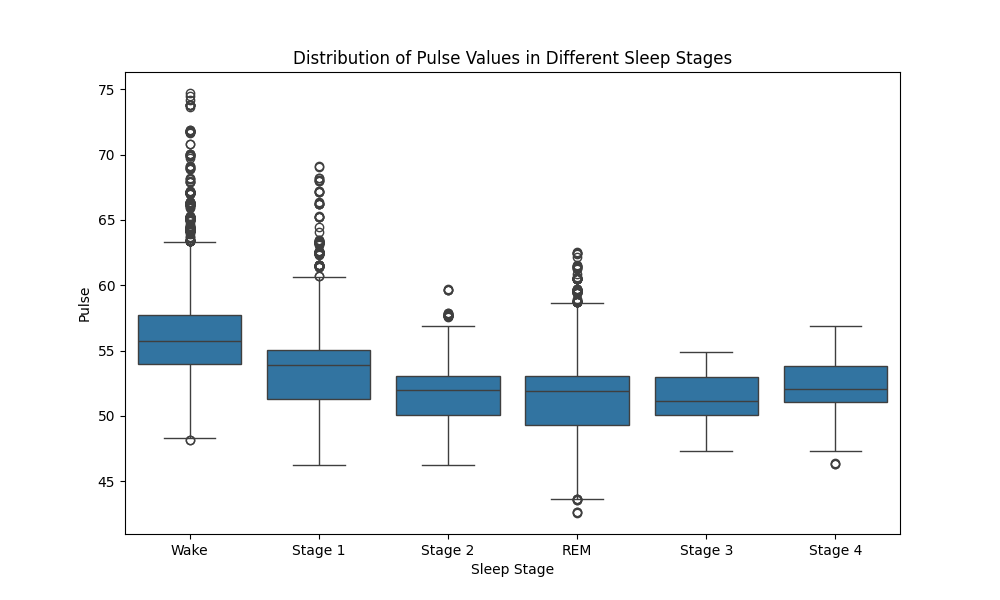 Distribution of Pulse Values in Different Sleep Stages
Pulse
75
70
65
60
55
50
45
Wake Stage 1 Stage 2 REM Stage 3 Stage 4
Sleep Stage